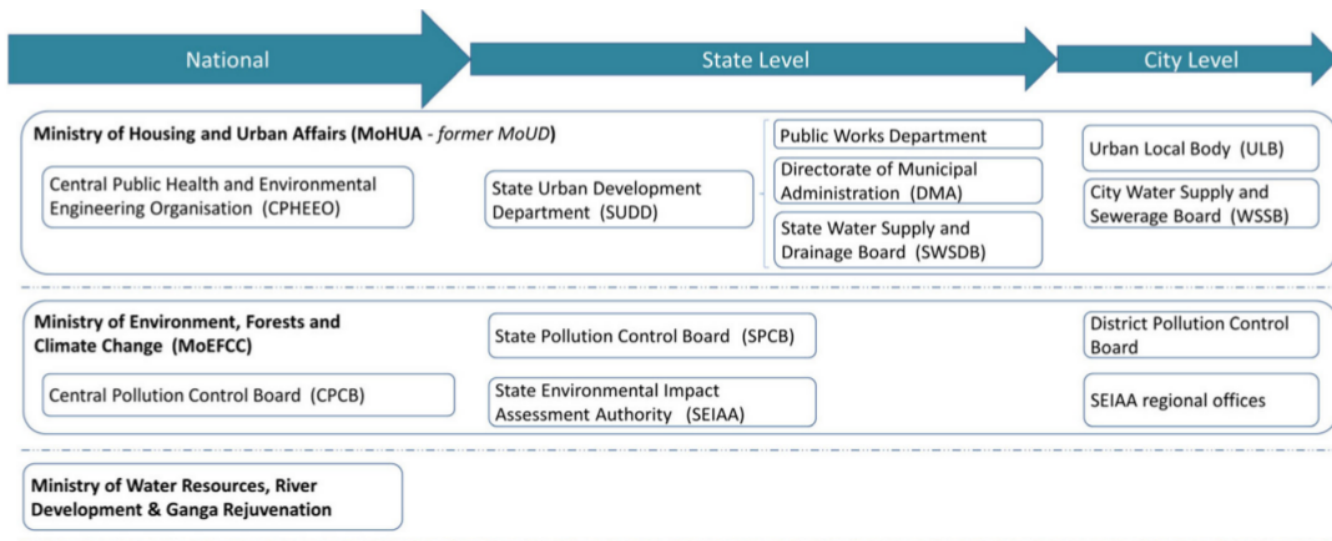 National
State Level
City Level
Ministry of Housing and Urban Affairs (MoHUA - former MoUD)
Central Public Health and Environmental
Engineering Organisation (CPHEEO)
State Urban Development
Department (SUDD)
Public Works Department
Directorate of Municipal
Administration (DMA)
State Water Supply and
Drainage Board (SWSDB)
Urban Local Body (ULB)
City Water Supply and
Sewerage Board (WSSB)
Ministry of Environment, Forests and
Climate Change (MoEFCC)
Central Pollution Control Board (CPCB)
State Pollution Control Board (SPCB)
State Environmental Impact
Assessment Authority (SEIAA)
District Pollution Control
Board
SEIAA regional offices
Ministry of Water Resources, River
Development & Ganga Rejuvenation